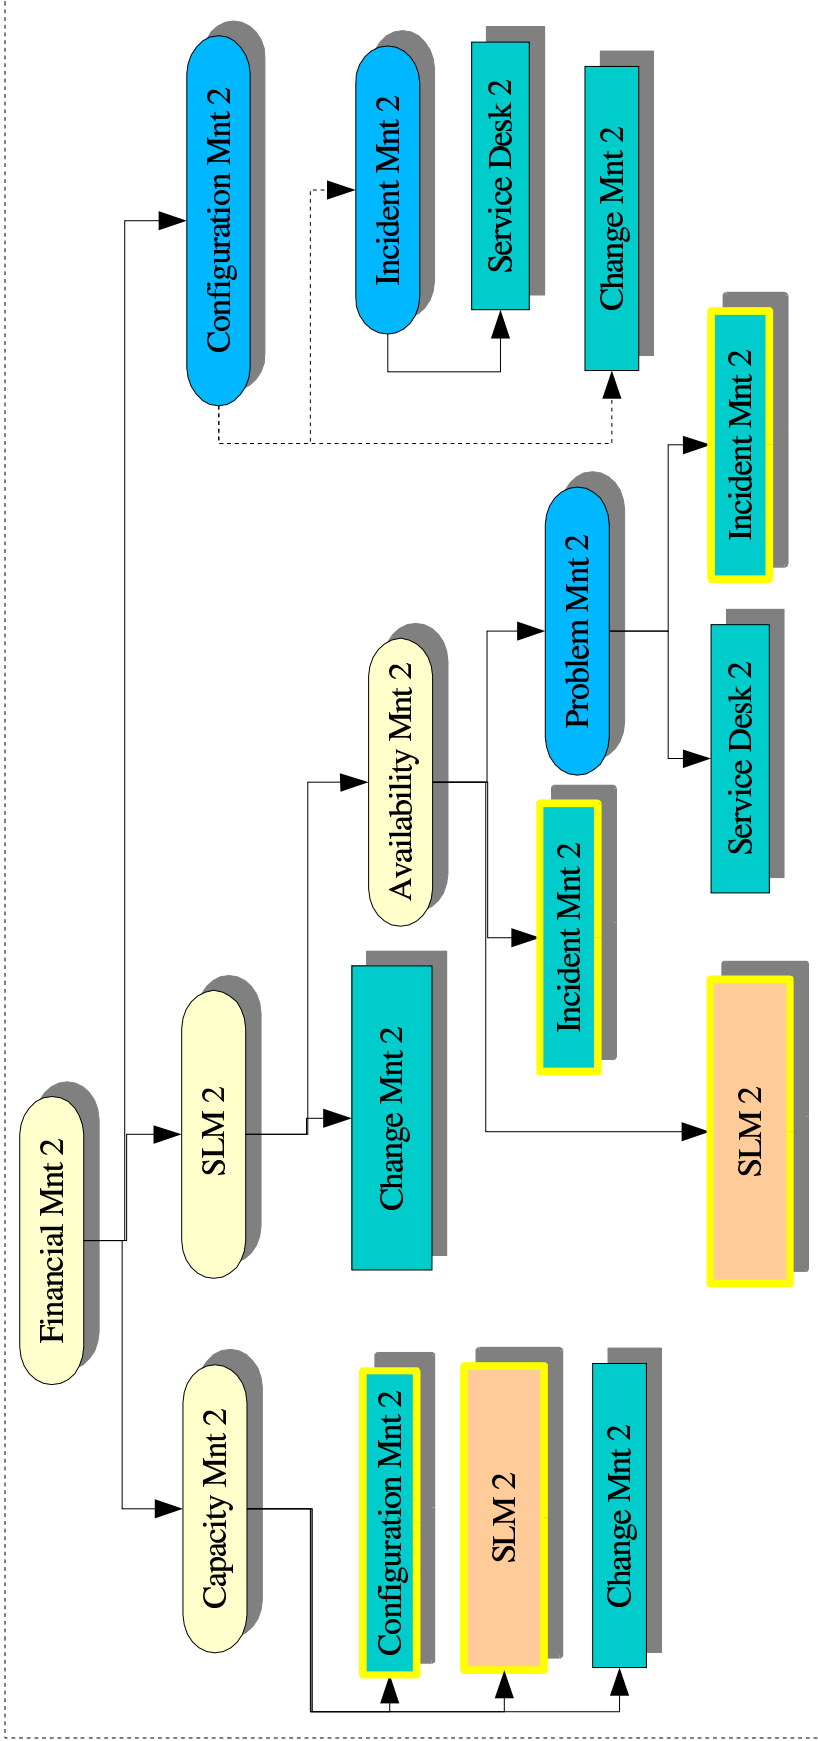 Financial Mnt 2
Capacity Mnt 2
SLM 2
Configuration Mnt 2
Configuration Mnt 2
SLM 2
Change Mnt 2
Change Mnt 2
Availability Mnt 2
Incident Mnt 2
Problem Mnt 2
SLM 2
Service Desk 2
Incident Mnt 2
Incident Mnt 2
Service Desk 2
Change Mnt 2